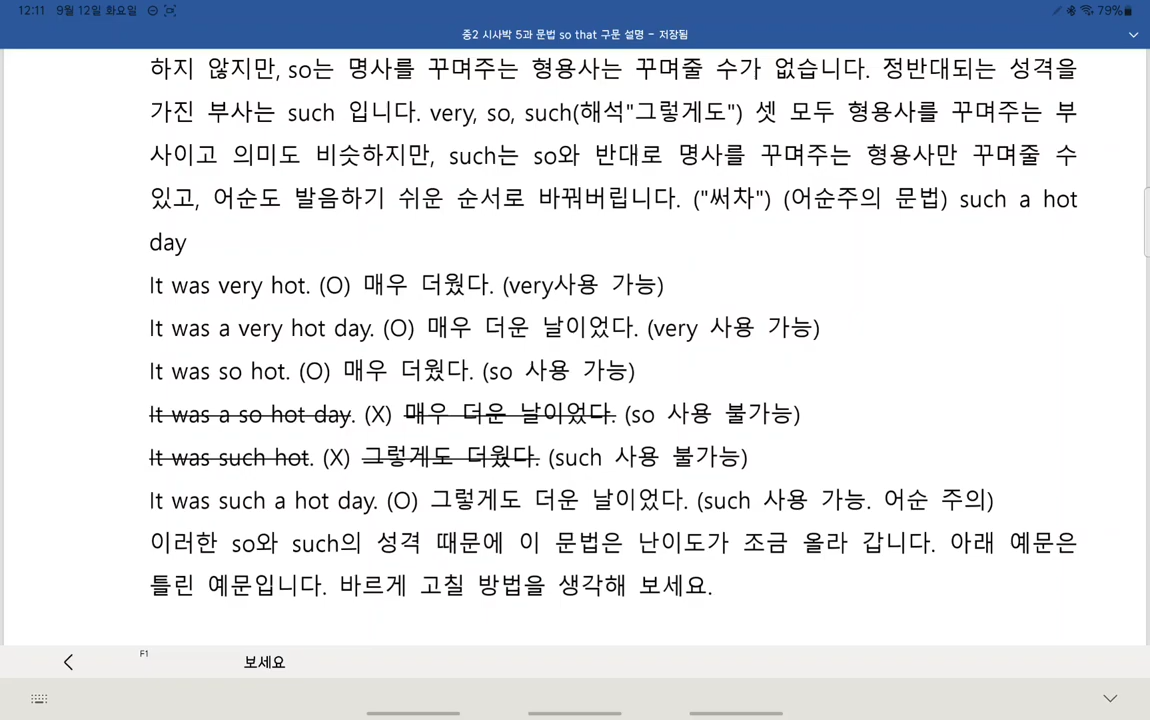 12:11 9월 12일 화요일
79%
중2 시사박 5과 문법 so that 구문 설명 – 저장됨
하지 않지만, so는 명사를 꾸며주는 형용사는 꾸며줄 수가 없습니다. 정반대되는 성격을
가진 부사는 such 입니다. very, so, such(해석"그렇게도") 셋 모두 형용사를 꾸며주는 부
사이고 의미도 비슷하지만, such는 so와 반대로 명사를 꾸며주는 형용사만 꾸며줄 수
있고, 어순도 발음하기 쉬운 순서로 바꿔버립니다. ("써차") (어순주의 문법) such a hot
day
It was very hot. (O) 매우 더웠다. (very사용 가능)
It was a very hot day. (O) 매우 더운 날이었다. (very 사용 가능)
It was so hot. (O) 매우 더웠다. (so 사용 가능)
It was a so hot day. (X) 매우 더운 날이었다. (so 사용 불가능)
It was such hot. (X) 그렇게도 더웠다. (such 사용 불가능)
It was such a hot day. (O) 그렇게도 더운 날이었다. (such 사용 가능. 어순 주의)
이러한 so와 such의 성격 때문에 이 문법은 난이도가 조금 올라 갑니다. 아래 예문은
틀린 예문입니다. 바르게 고칠 방법을 생각해 보세요.
F1 보세요